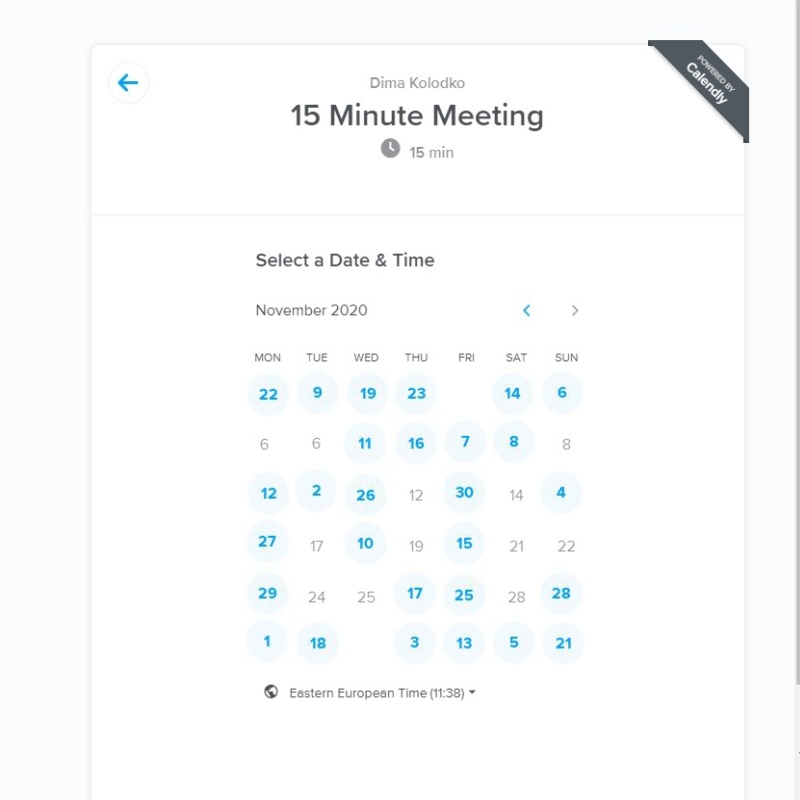 POWERED BY
Calendly
Dima Kolodko
15 Minute Meeting
15 min
Select a Date & Time
November 2020
MON TUE WED THU FRI SAT SUN
22 9 19 23 14 6
6 6 11 16 7 8 8
12 2 26 12 30 14 4
27 17 10 19 15 21 22
29 24 25 17 25 28 28
1 18 3 13 5 21
Eastern European Time (11:38)